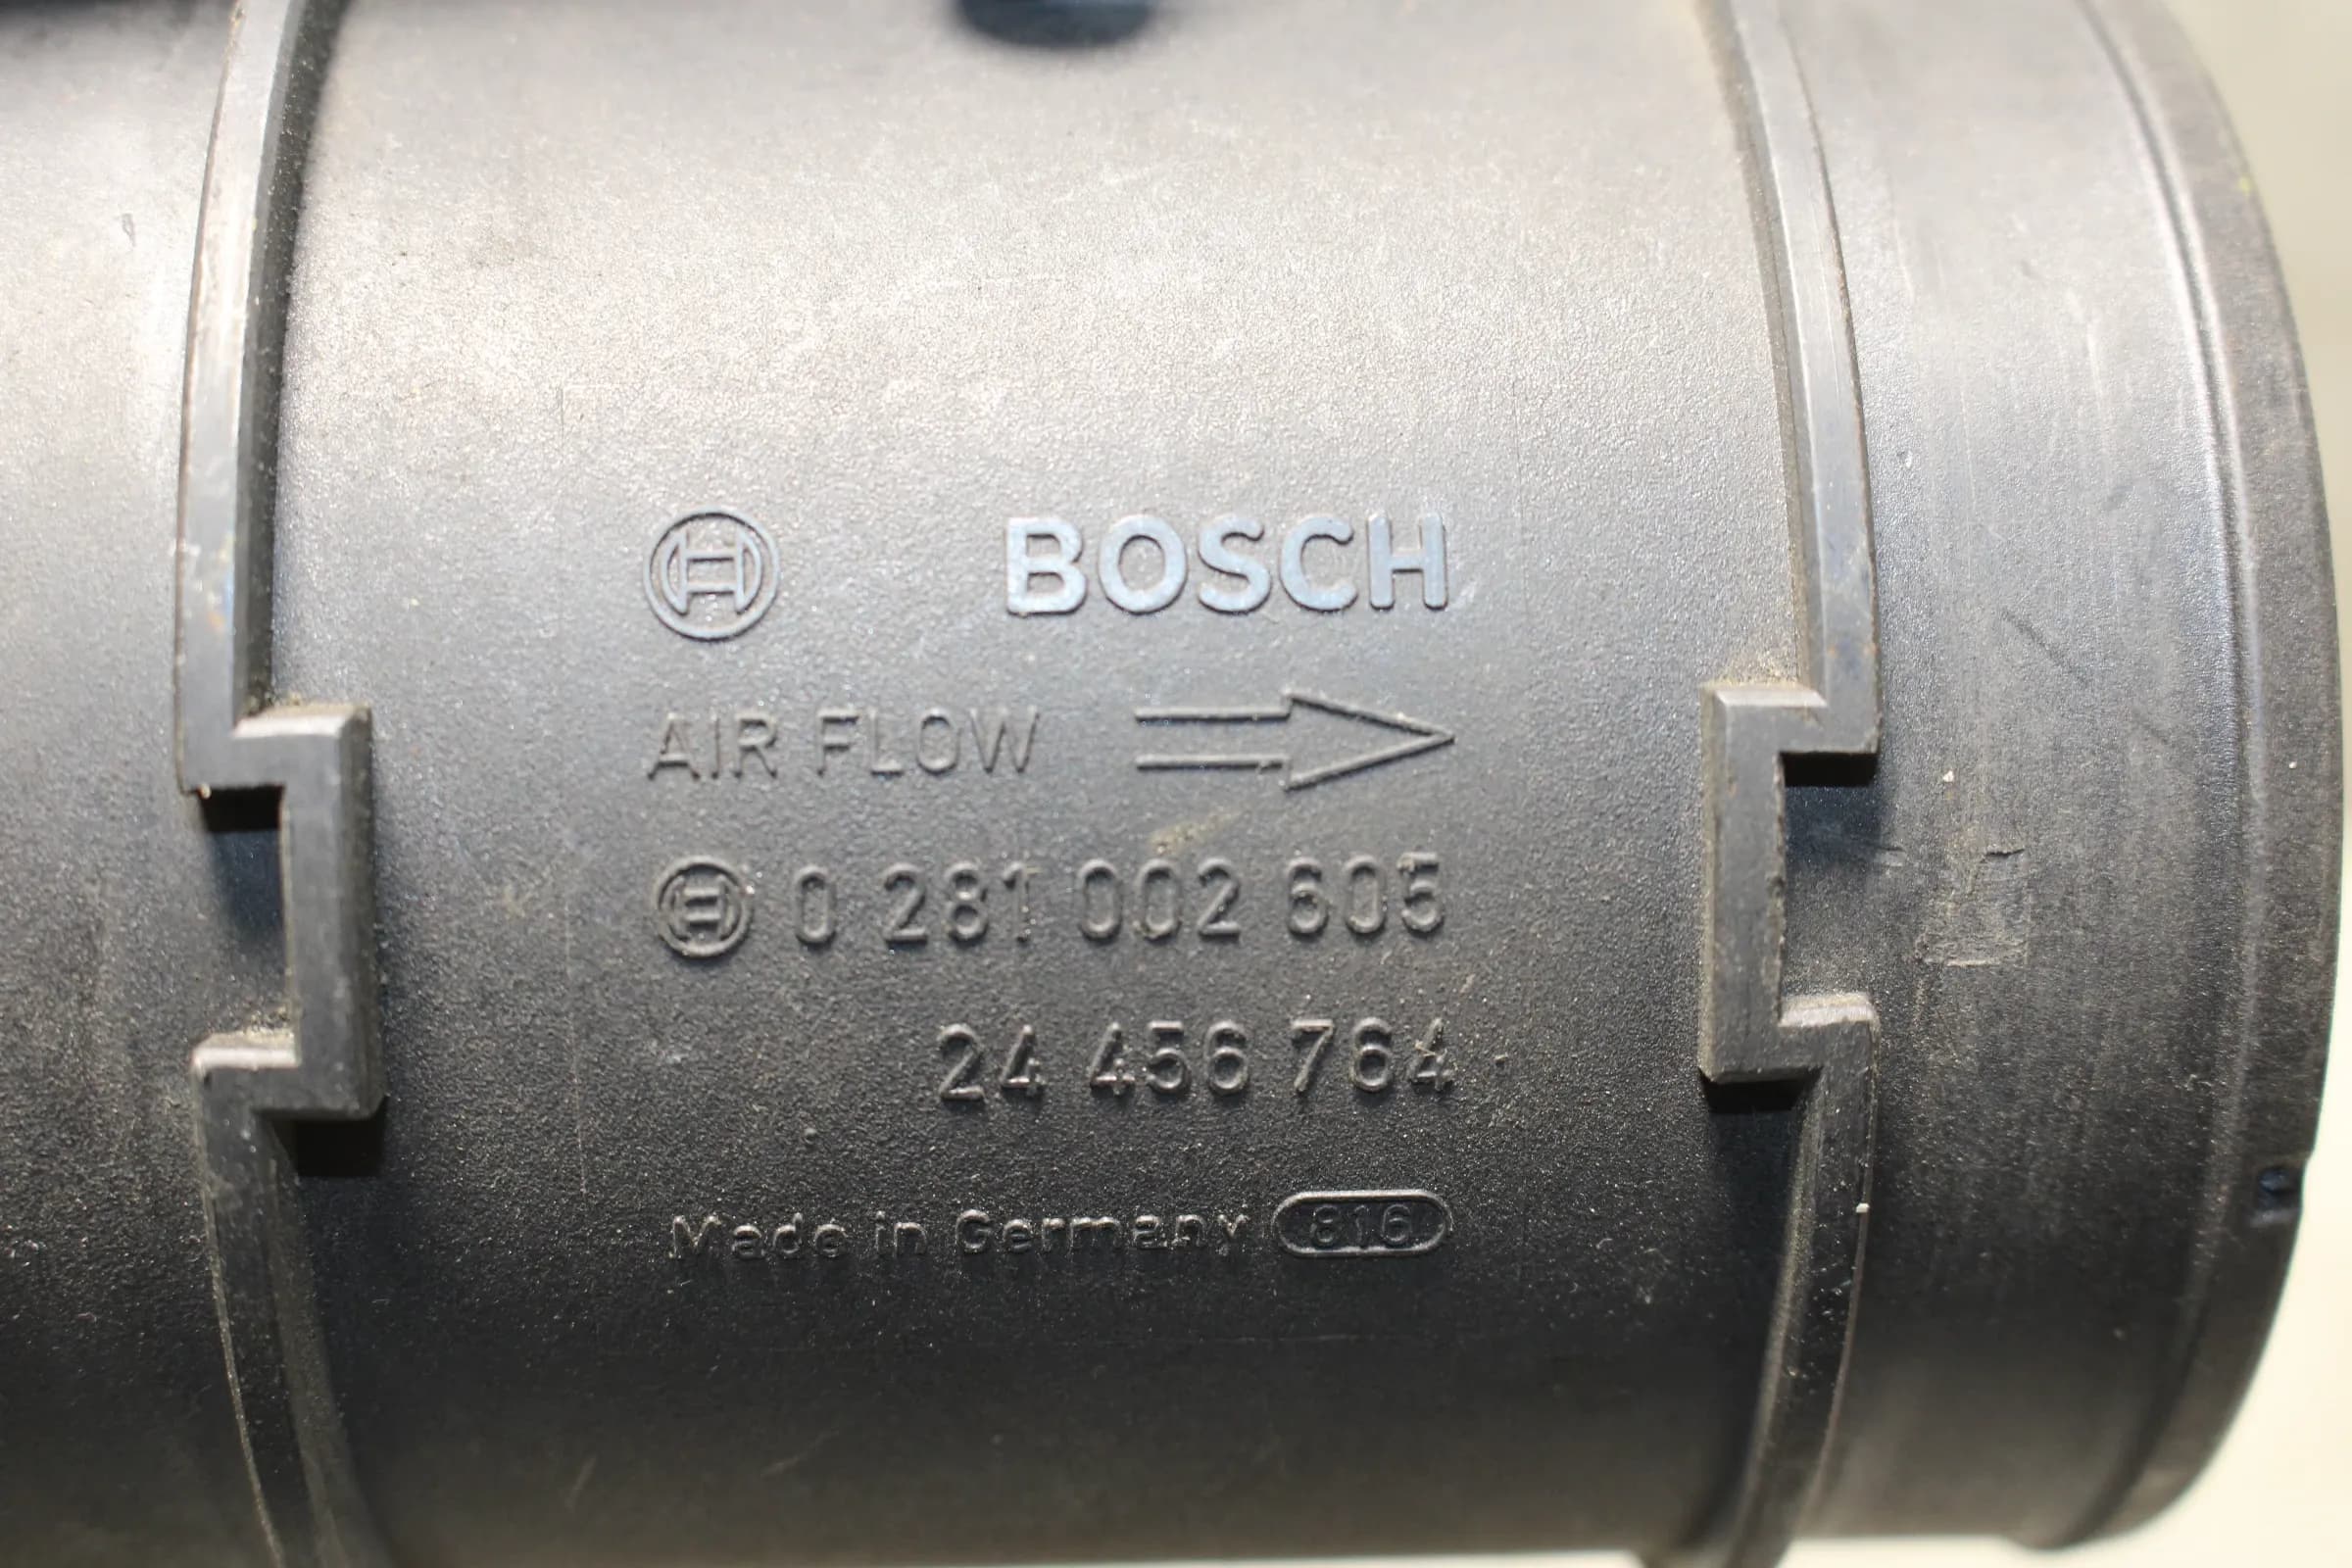 BOSCH
AIR FLOW
0 281 002 605
24 456 764
Made in Germany 816